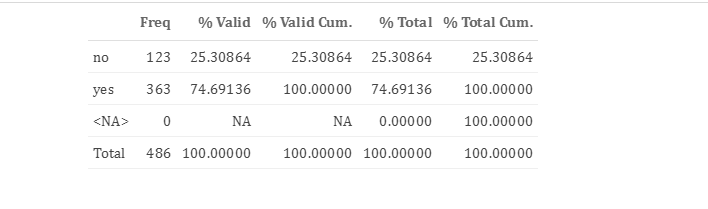 Freq % Valid % Valid Cum. % Total % Total Cum.
no 123 25.30864 25.30864 25.30864 25.30864
yes 363 74.69136 100.00000 74.69136 100.00000
<NA> 0 NA NA 0.00000 100.00000
Total 486 100.00000 100.00000 100.00000 100.00000